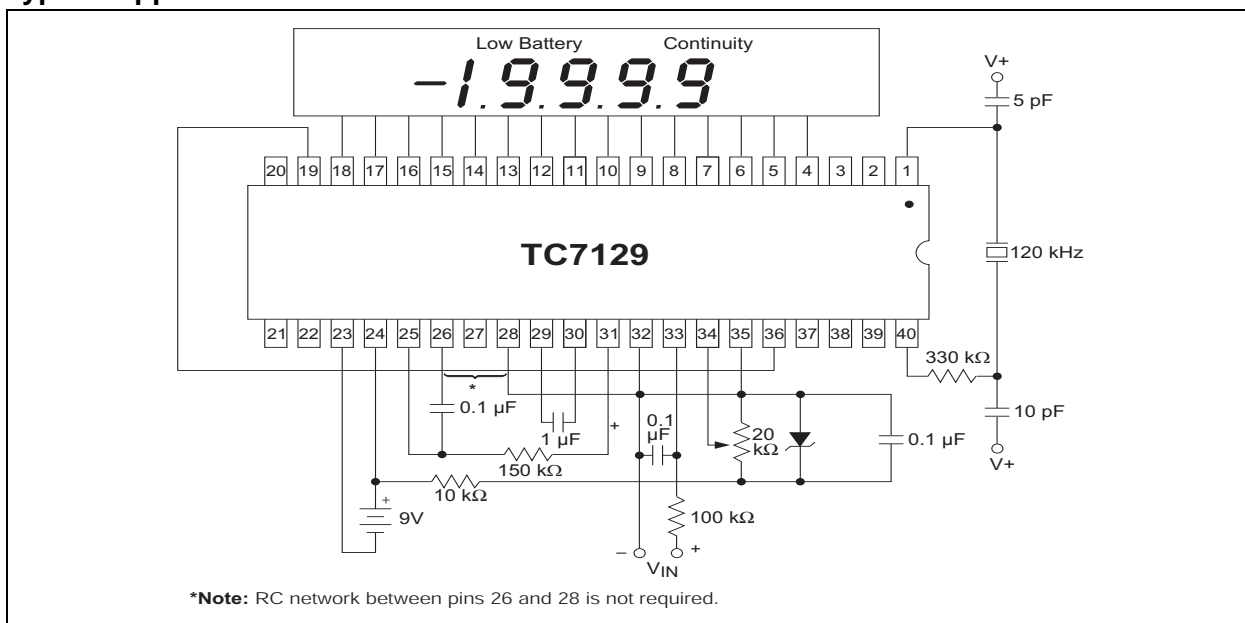 Low Battery Continuity
-1.9.9.9.9
V+
5 pF
20 19 18 17 16 15 14 13 12 11 10 9 8 7 6 5 4 3 2 1
TC7129
120 kHz
21 22 23 24 25 26 27 28 29 30 31 32 33 34 35 36 37 38 39 40
330 kΩ
*
0.1 µF
1 µF
+
0.1
µF
20
kΩ
0.1 µF
10 pF
V+
150 kΩ
10 kΩ
+
9V
100 kΩ
– +
VIN
*Note: RC network between pins 26 and 28 is not required.